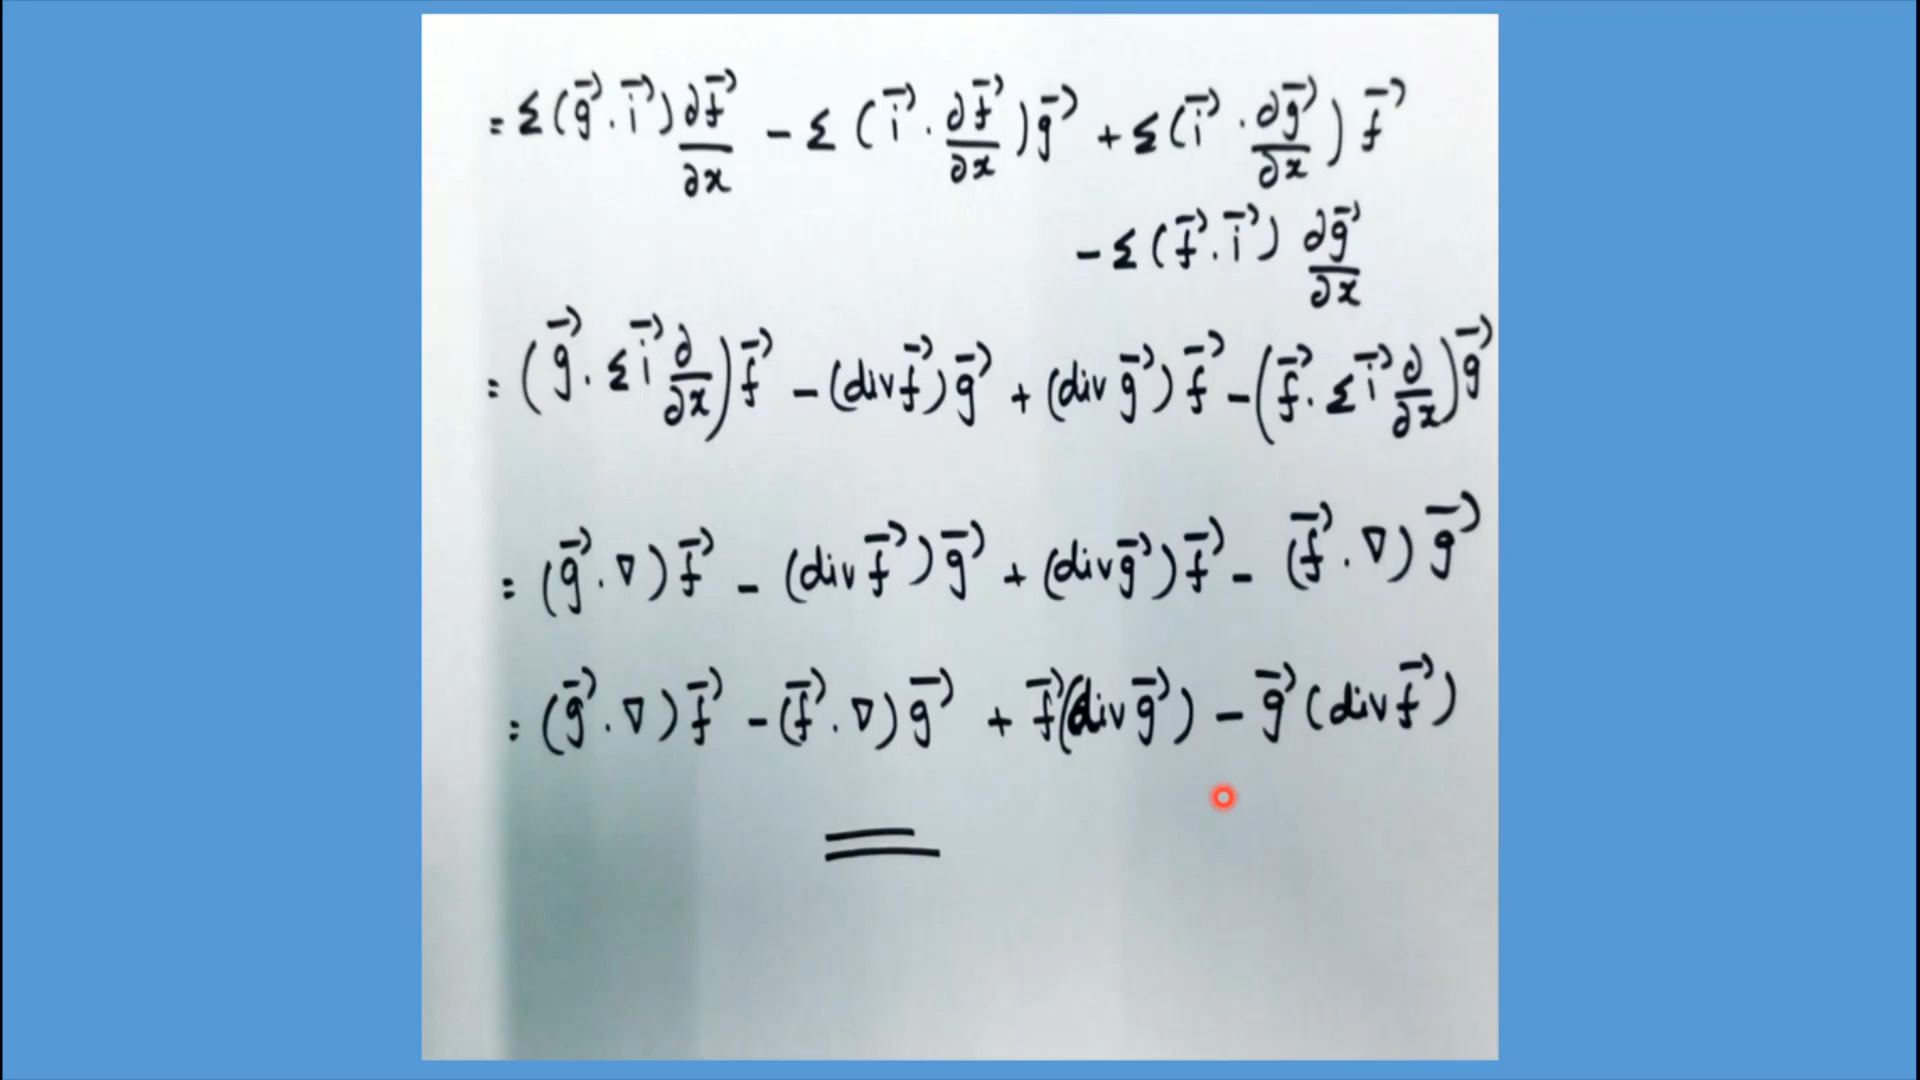 = Σ(g⃗ . i⃗) ∂f⃗/∂x - Σ(i⃗ . ∂f⃗/∂x) g⃗ + Σ(i⃗ . ∂g⃗/∂x) f⃗
- Σ(f⃗ . i⃗) ∂g⃗/∂x
= (g⃗ . Σ i⃗ ∂/∂x) f⃗ - (div f⃗) g⃗ + (div g⃗) f⃗ - (f⃗ . Σ i⃗ ∂/∂x) g⃗
= (g⃗ . ∇) f⃗ - (div f⃗) g⃗ + (div g⃗) f⃗ - (f⃗ . ∇) g⃗
= (g⃗ . ∇) f⃗ - (f⃗ . ∇) g⃗ + f⃗ (div g⃗) - g⃗ (div f⃗)